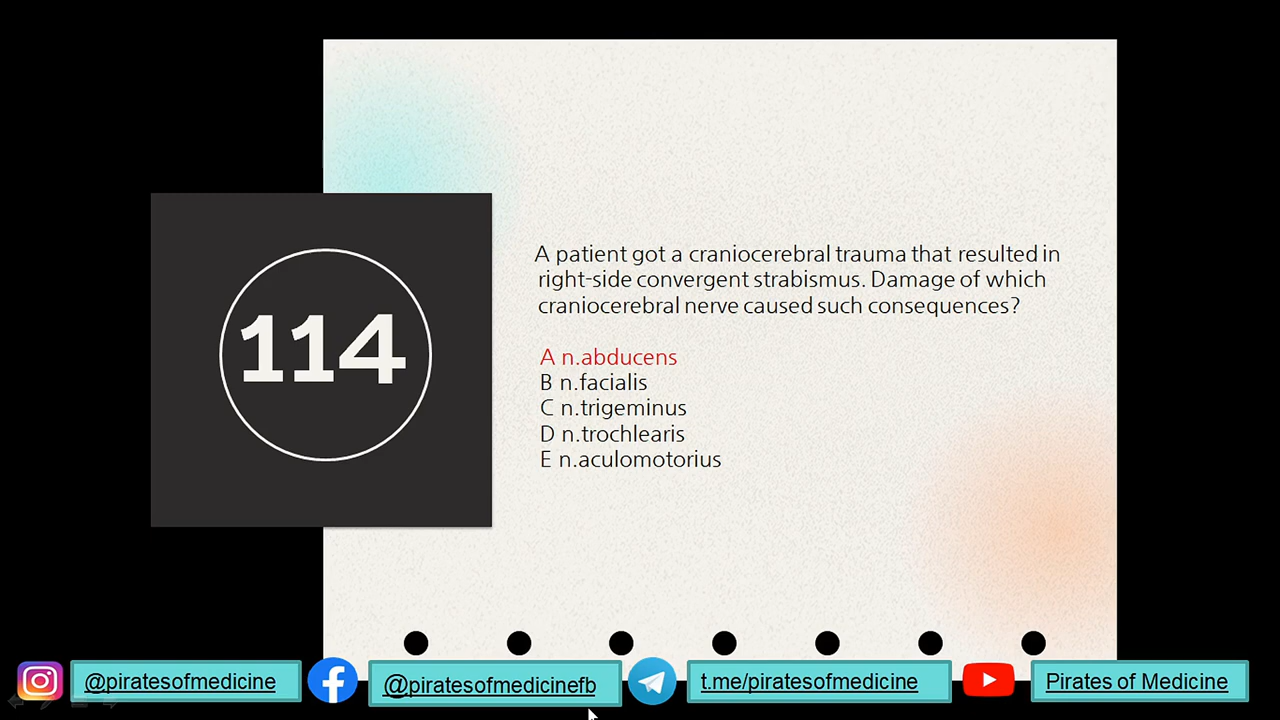 114
A patient got a craniocerebral trauma that resulted in
right-side convergent strabismus. Damage of which
craniocerebral nerve caused such consequences?
A n.abducens
B n.facialis
C n.trigeminus
D n.trochlearis
E n.aculomotorius
@piratesofmedicine
@piratesofmedicinefb
t.me/piratesofmedicine
Pirates of Medicine